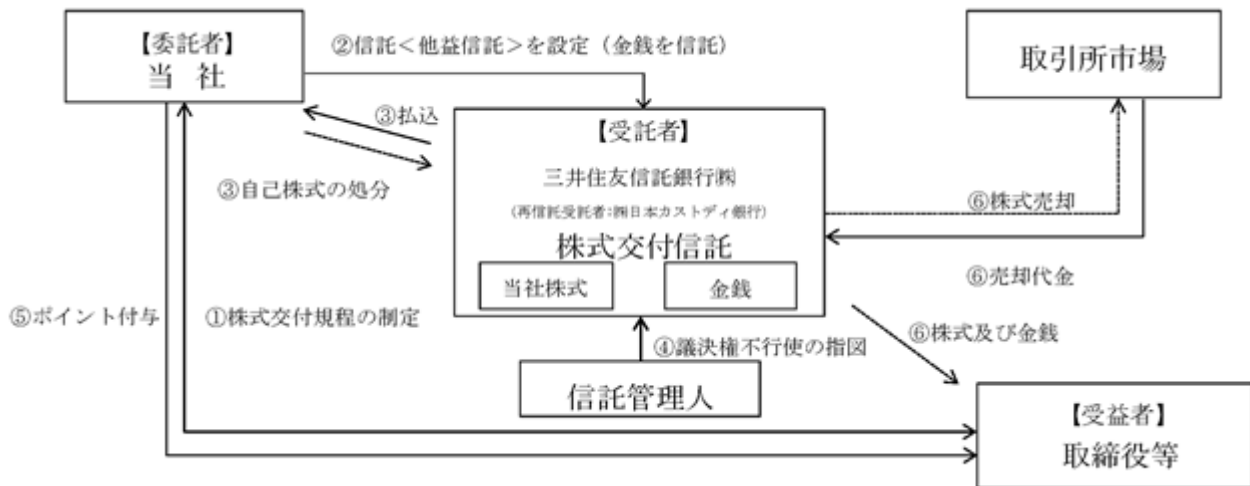 【委託者】
当 社
②信託＜他益信託＞を設定（金銭を信託）
取引所市場
③払込
③自己株式の処分
【受託者】
三井住友信託銀行㈱
（再信託受託者：㈱日本カストディ銀行）
株式交付信託
当社株式
金銭
⑥株式売却
⑥売却代金
⑤ポイント付与
①株式交付規程の制定
④議決権不行使の指図
⑥株式及び金銭
信託管理人
【受益者】
取締役等